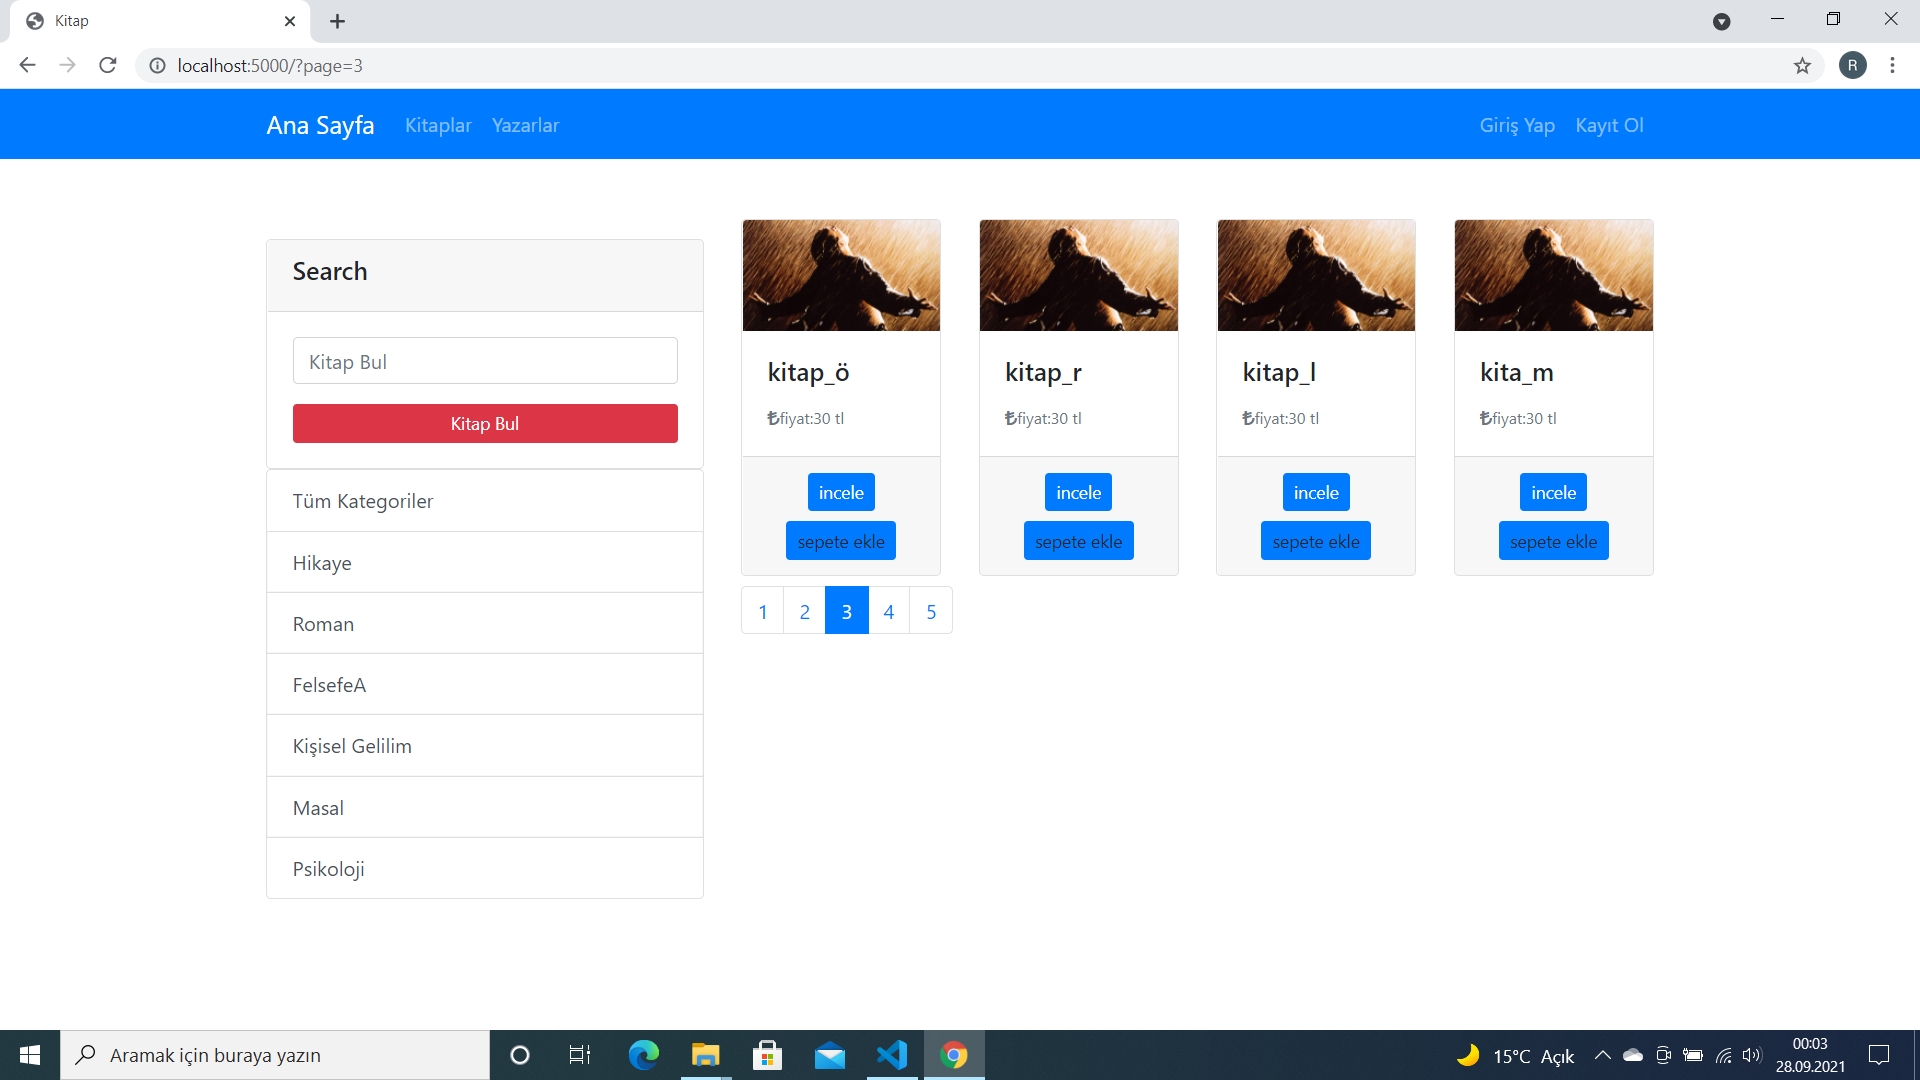 Kitap
localhost:5000/?page=3
R
Ana Sayfa Kitaplar Yazarlar Giriş Yap Kayıt Ol
Search
Kitap Bul
Kitap Bul
Tüm Kategoriler
Hikaye
Roman
FelsefeA
Kişisel Gelilim
Masal
Psikoloji
kitap_ö
₺fiyat:30 tl
incele
sepete ekle
kitap_r
₺fiyat:30 tl
incele
sepete ekle
kitap_l
₺fiyat:30 tl
incele
sepete ekle
kita_m
₺fiyat:30 tl
incele
sepete ekle
1 2 3 4 5
Aramak için buraya yazın
15°C Açık
00:03
28.09.2021